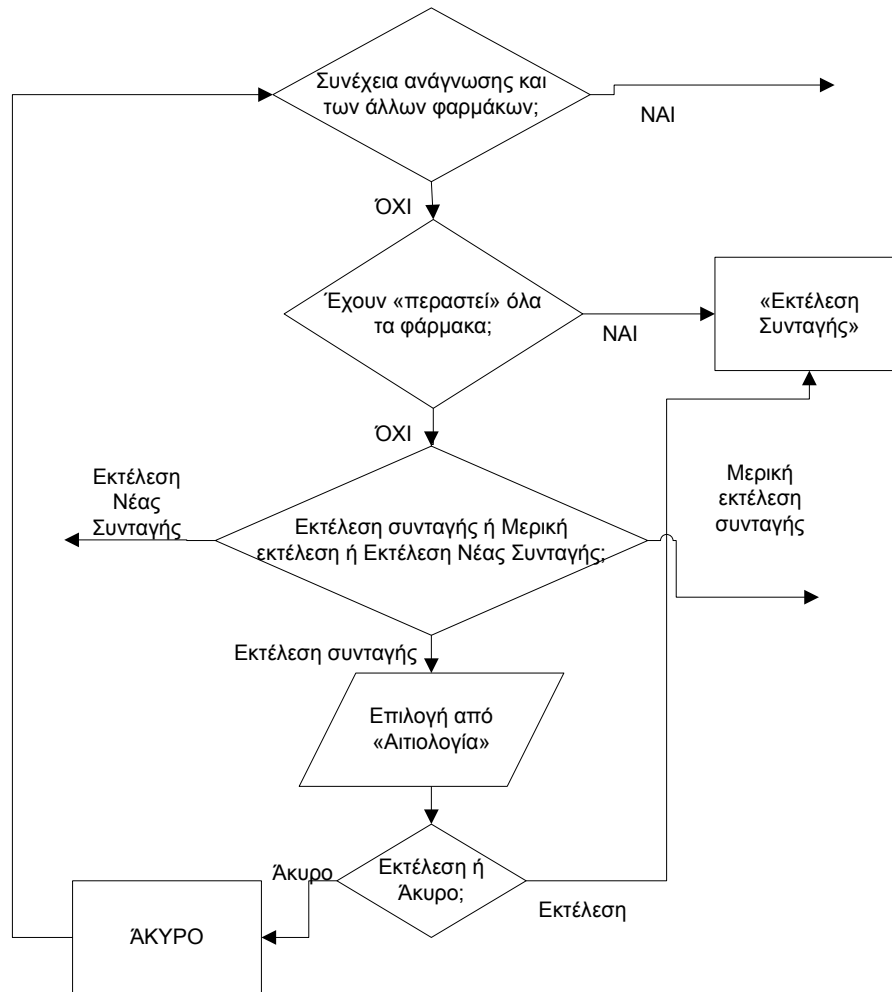 Συνέχεια ανάγνωσης και
των άλλων φαρμάκων;
ΝΑΙ
ΌΧΙ
Έχουν «περαστεί» όλα
τα φάρμακα;
ΝΑΙ
«Εκτέλεση
Συνταγής»
ΌΧΙ
Εκτέλεση
Νέας
Συνταγής
Εκτέλεση συνταγής ή Μερική
εκτέλεση ή Εκτέλεση Νέας Συνταγής;
Μερική
εκτέλεση
συνταγής
Εκτέλεση συνταγής
Επιλογή από
«Αιτιολογία»
Εκτέλεση ή
Άκυρο;
Άκυρο
Εκτέλεση
ΆΚΥΡΟ